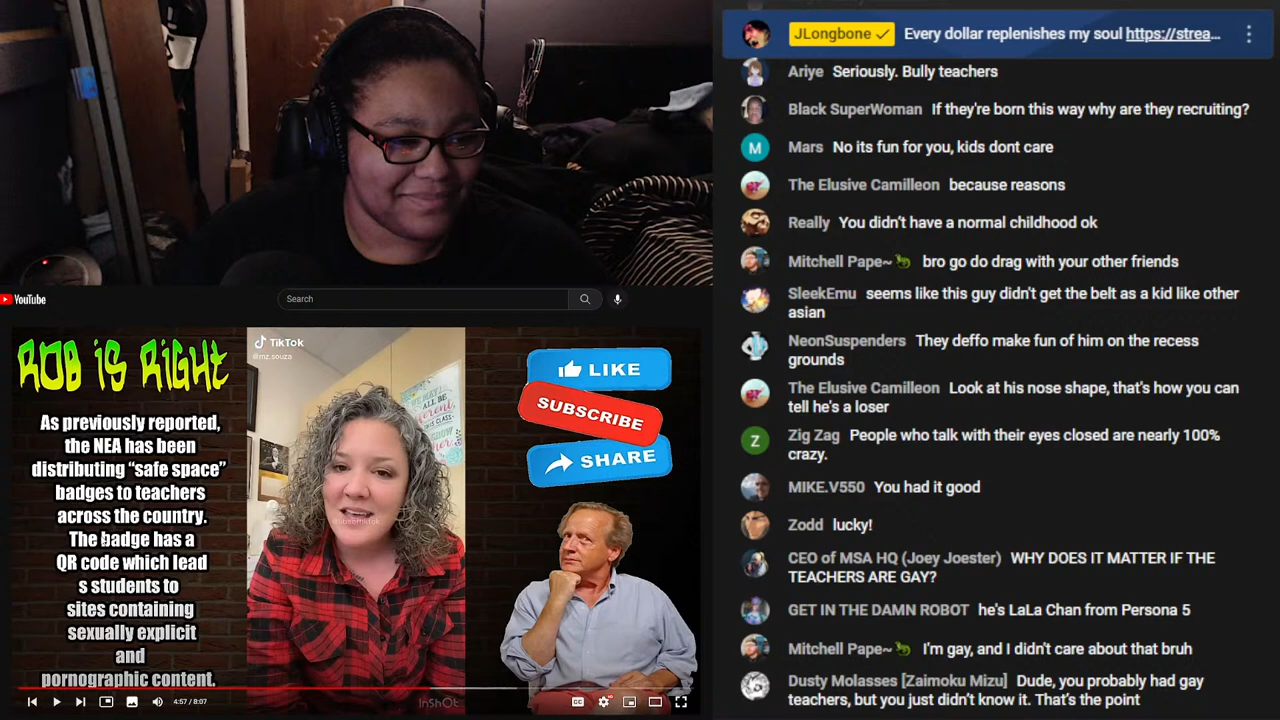 JLongbone Every dollar replenishes my soul https://strea...
Ariye Seriously. Bully teachers
Black SuperWoman If they're born this way why are they recruiting?
M
Mars No its fun for you, kids dont care
The Elusive Camilleon because reasons
Really You didn't have a normal childhood ok
Mitchell Pape~ bro go do drag with your other friends
SleekEmu seems like this guy didn't get the belt as a kid like other
asian
NeonSuspenders They deffo make fun of him on the recess
grounds
The Elusive Camilleon Look at his nose shape, that's how you can
tell he's a loser
Z
Zig Zag People who talk with their eyes closed are nearly 100%
crazy.
MIKE.V550 You had it good
Zodd lucky!
CEO of MSA HQ (Joey Joester) WHY DOES IT MATTER IF THE
TEACHERS ARE GAY?
GET IN THE DAMN ROBOT he's LaLa Chan from Persona 5
Mitchell Pape~ I'm gay, and I didn't care about that bruh
Dusty Molasses [Zaimoku Mizu] Dude, you probably had gay
teachers, but you just didn't know it. That's the point
YouTube
Search
ROB iS RiGHT
As previously reported,
the NEA has been
distributing “safe space”
badges to teachers
across the country.
The badge has a
QR code which lead
s students to
sites containing
sexually explicit
and
pornographic content.
TikTok
@mz.souza
LIKE
SUBSCRIBE
SHARE
InShOt
4:57 / 8:07
CC